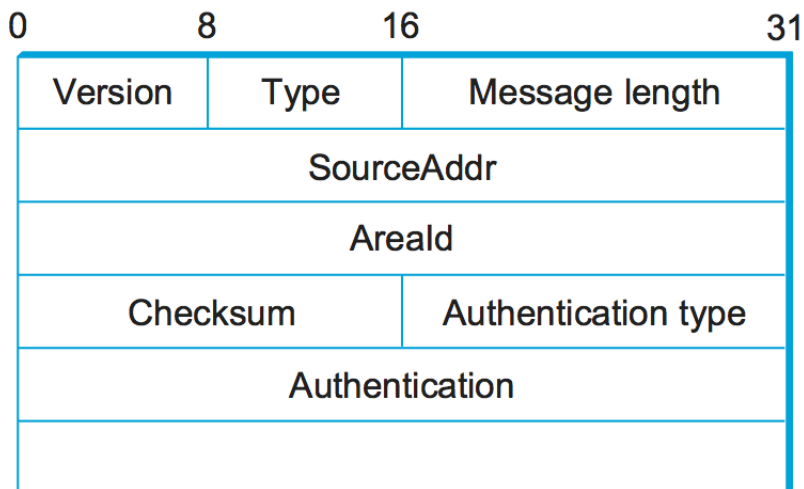 0 8 16 31
Version Type Message length
SourceAddr
AreaId
Checksum Authentication type
Authentication